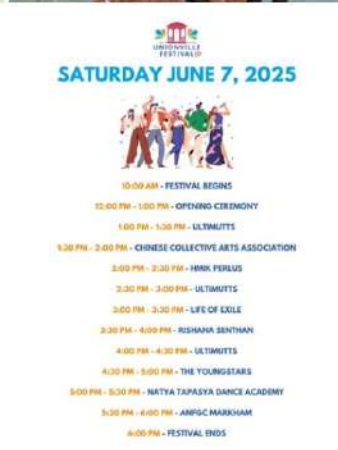 UNIONVILLE
FESTIVAL
SATURDAY JUNE 7, 2025
10:00 AM - FESTIVAL BEGINS
12:00 PM - 1:00 PM - OPENING CEREMONY
1:00 PM - 1:30 PM - ULTIMUTTS
1:30 PM - 2:00 PM - CHINESE COLLECTIVE ARTS ASSOCIATION
2:00 PM - 2:30 PM - PERLUS
2:30 PM - 3:00 PM - ULTIMUTTS
3:00 PM - 3:30 PM - LIFE OF EXILE
3:30 PM - 4:00 PM - RISHANA SENTHAN
4:00 PM - 4:30 PM - ULTIMUTTS
4:30 PM - 5:00 PM - THE YOUNGSTARS
5:00 PM - 5:30 PM - NATYA TAPASYA DANCE ACADEMY
5:30 PM - 6:00 PM - ANFGC MARKHAM
6:00 PM - FESTIVAL ENDS